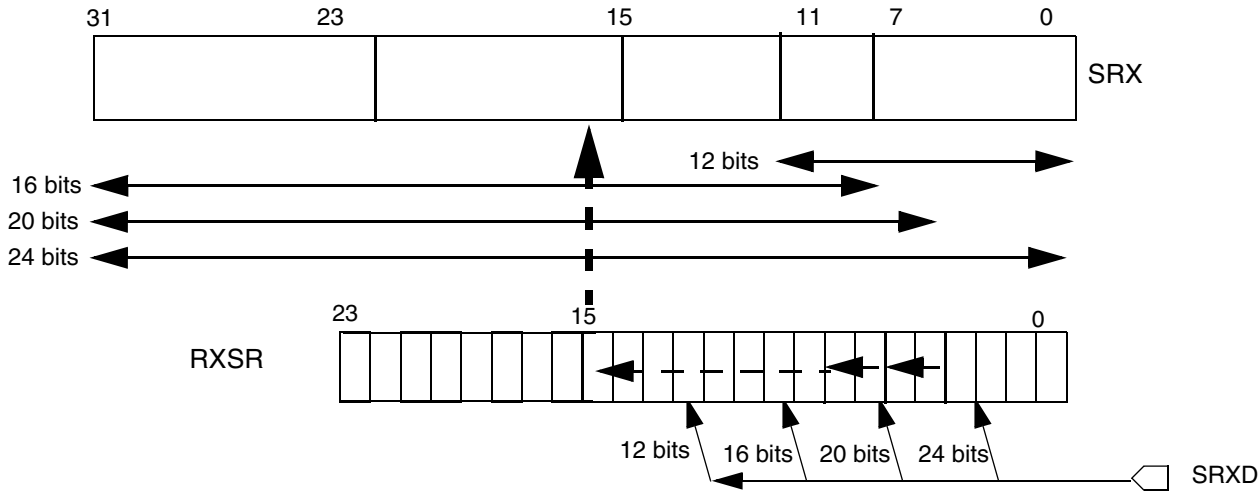 31 23 15 11 7 0
SRX
12 bits
16 bits
20 bits
24 bits
23 15 0
RXSR
12 bits 16 bits 20 bits 24 bits
SRXD